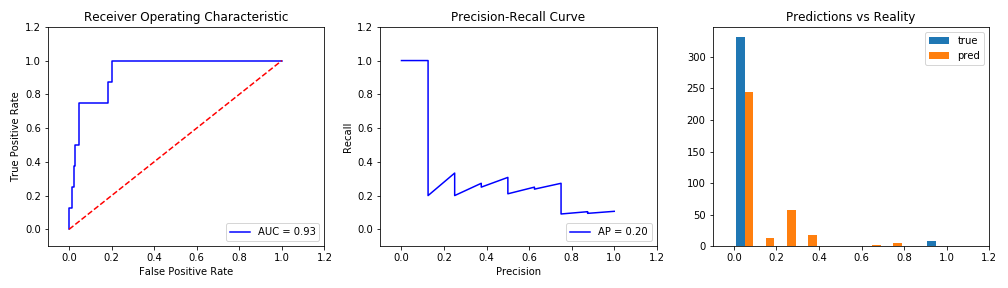 Receiver Operating Characteristic
1.2
1.0
0.8
0.6
0.4
0.2
0.0
True Positive Rate
0.0 0.2 0.4 0.6 0.8 1.0 1.2
False Positive Rate
AUC = 0.93
Precision-Recall Curve
1.2
1.0
0.8
0.6
0.4
0.2
0.0
Recall
0.0 0.2 0.4 0.6 0.8 1.0 1.2
Precision
AP = 0.20
Predictions vs Reality
350
300
250
200
150
100
50
0
0.0 0.2 0.4 0.6 0.8 1.0 1.2
true
pred